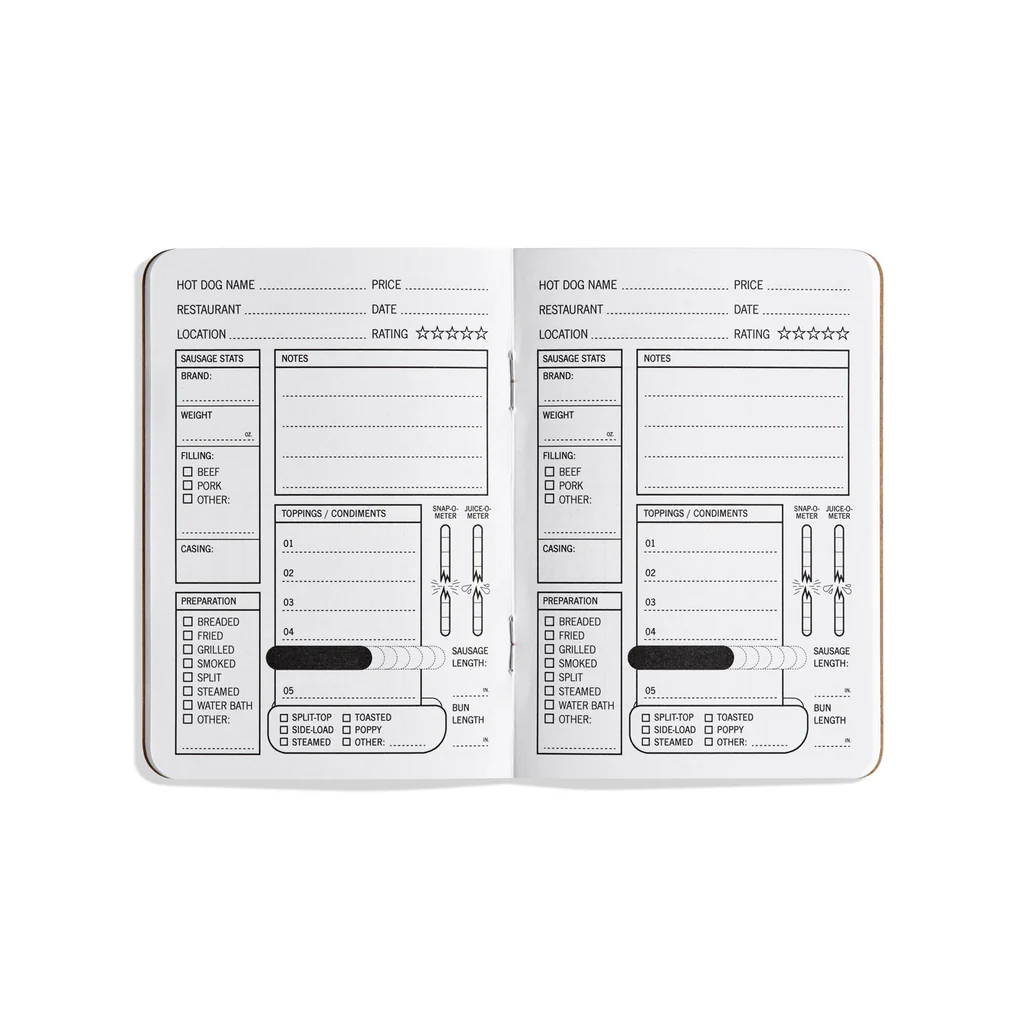 HOT DOG NAME PRICE
RESTAURANT DATE
LOCATION RATING
SAUSAGE STATS
BRAND:
WEIGHT
OZ.
FILLING:
BEEF
PORK
OTHER:
CASING:
PREPARATION
BREADED
FRIED
GRILLED
SMOKED
SPLIT
STEAMED
WATER BATH
OTHER:
NOTES
TOPPINGS / CONDIMENTS
01
02
03
04
05
SNAP-O-
METER
JUICE-O-
METER
SAUSAGE
LENGTH:
IN.
BUN
LENGTH
IN.
SPLIT-TOP TOASTED
SIDE-LOAD POPPY
STEAMED OTHER:
HOT DOG NAME PRICE
RESTAURANT DATE
LOCATION RATING
SAUSAGE STATS
BRAND:
WEIGHT
OZ.
FILLING:
BEEF
PORK
OTHER:
CASING:
PREPARATION
BREADED
FRIED
GRILLED
SMOKED
SPLIT
STEAMED
WATER BATH
OTHER:
NOTES
TOPPINGS / CONDIMENTS
01
02
03
04
05
SNAP-O-
METER
JUICE-O-
METER
SAUSAGE
LENGTH:
IN.
BUN
LENGTH
IN.
SPLIT-TOP TOASTED
SIDE-LOAD POPPY
STEAMED OTHER: